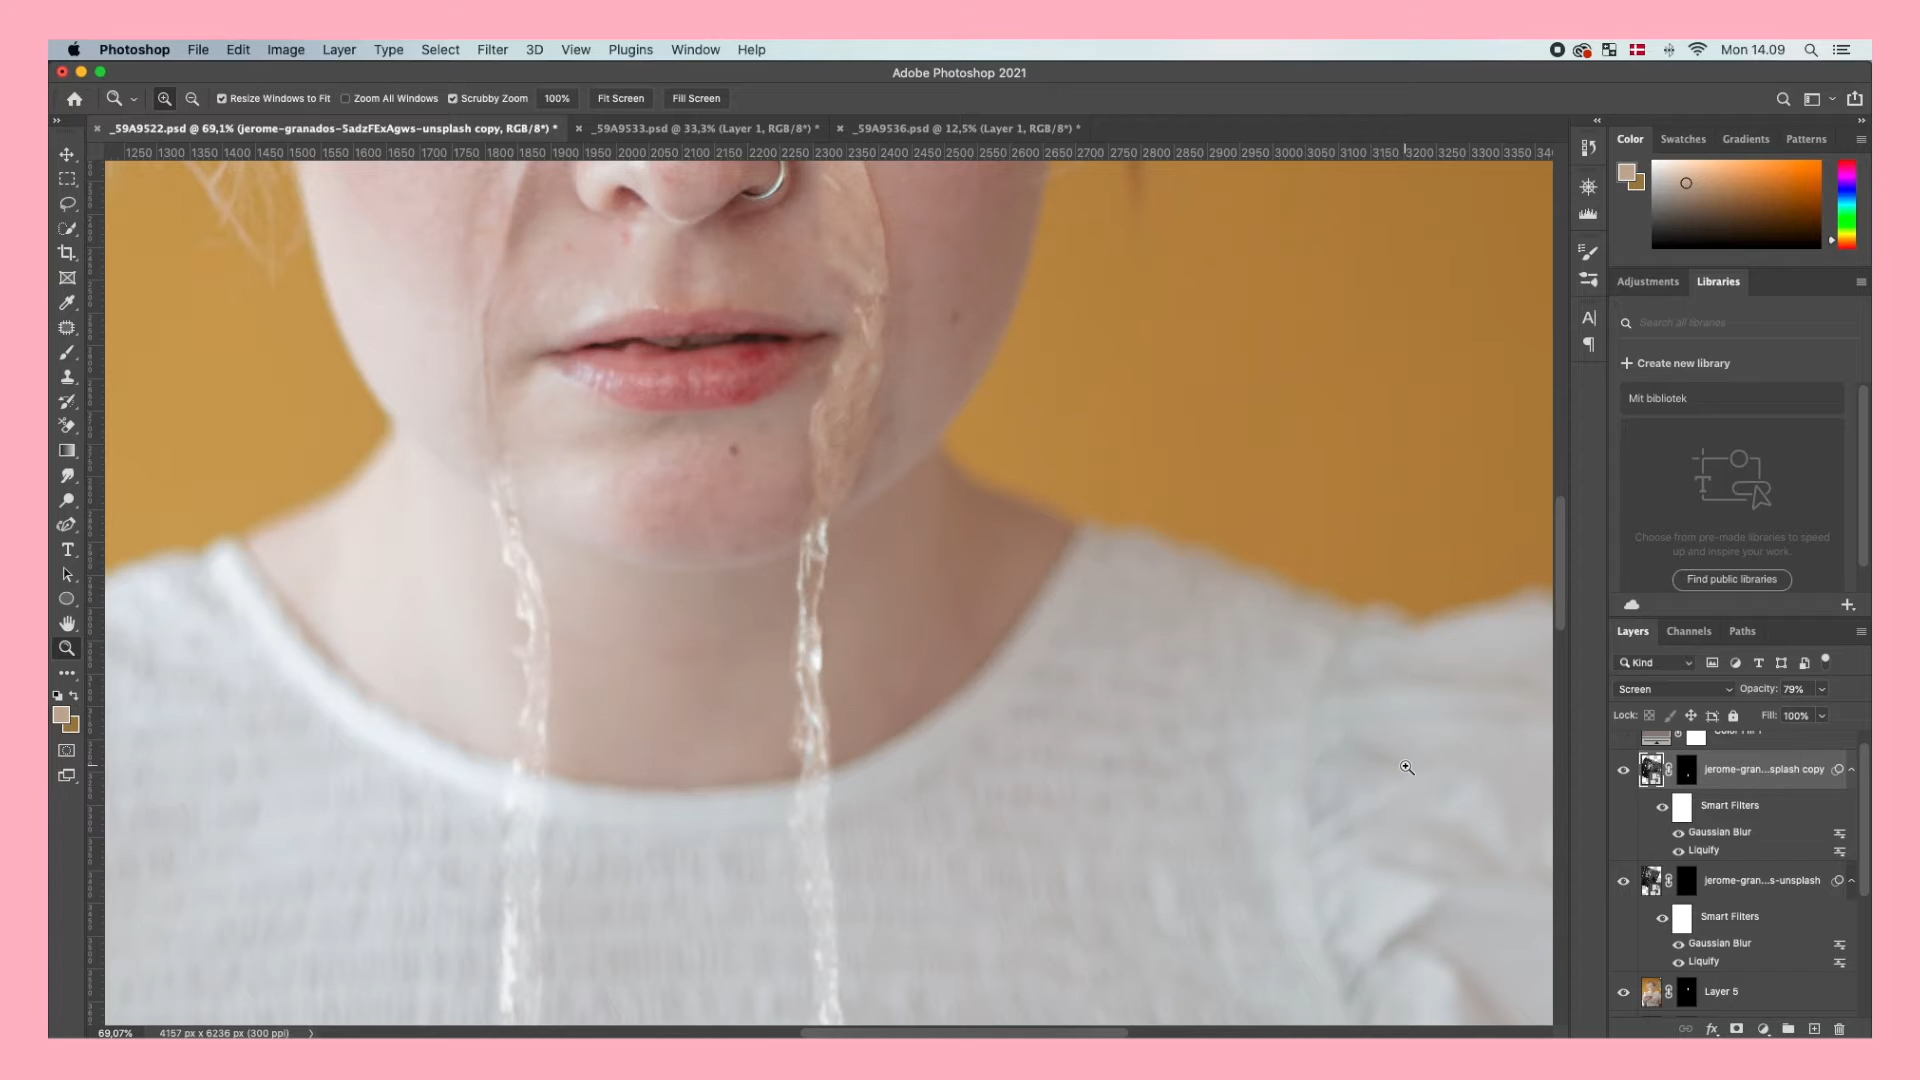 Photoshop File Edit Image Layer Type Select Filter 3D View Plugins Window Help Mon 14.09
Adobe Photoshop 2021
Resize Windows to Fit Zoom All Windows Scrubby Zoom 100% Fit Screen Fill Screen
_59A9522.psd @ 69,1% (jerome-granados-5adzFExAgws-unsplash copy, RGB/8*) * _59A9533.psd @ 33,3% (Layer 1, RGB/8*) * _59A9536.psd @ 12,5% (Layer 1, RGB/8*) *
1250 1300 1350 1400 1450 1500 1550 1600 1650 1700 1750 1800 1850 1900 1950 2000 2050 2100 2150 2200 2250 2300 2350 2400 2450 2500 2550 2600 2650 2700 2750 2800 2850 2900 2950 3000 3050 3100 3150 3200 3250 3300 3350
Color Swatches Gradients Patterns
Adjustments Libraries
Search all libraries
+ Create new library
Mit bibliotek
Choose from pre-made libraries to speed
up and inspire your work.
Find public libraries
Layers Channels Paths
Kind
Screen Opacity: 79%
Lock: Fill: 100%
jerome-gran...splash copy
Smart Filters
Gaussian Blur
Liquify
jerome-gran...s-unsplash
Smart Filters
Gaussian Blur
Liquify
Layer 5
69,07% 4157 px x 6236 px (300 ppi)